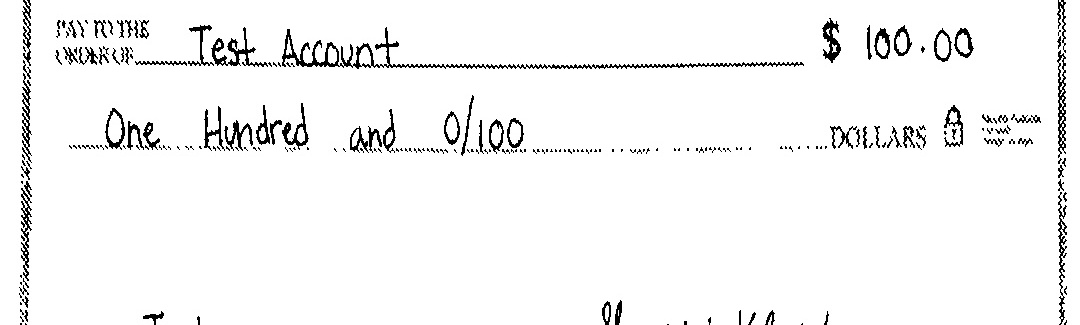 PAY TO THE
ORDER OF Test Account $ 100.00
One Hundred and 0/100 DOLLARS